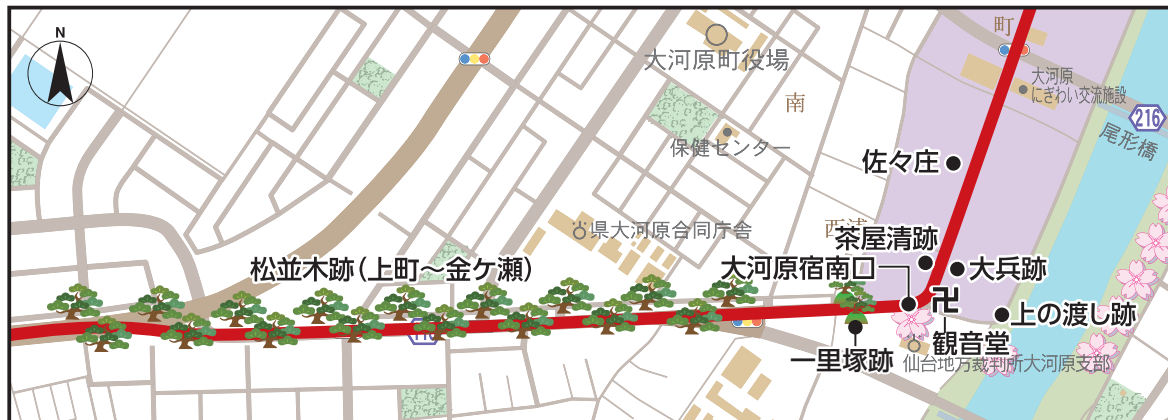 N
町
大河原町役場
大河原
にぎわい交流施設
南
216
尾形橋
保健センター
佐々庄
県大河原合同庁舎
茶屋清跡
松並木跡(上町~金ケ瀬)
大河原宿南口
大兵跡
卍
上の渡し跡
観音堂
一里塚跡
仙台地方裁判所大河原支部